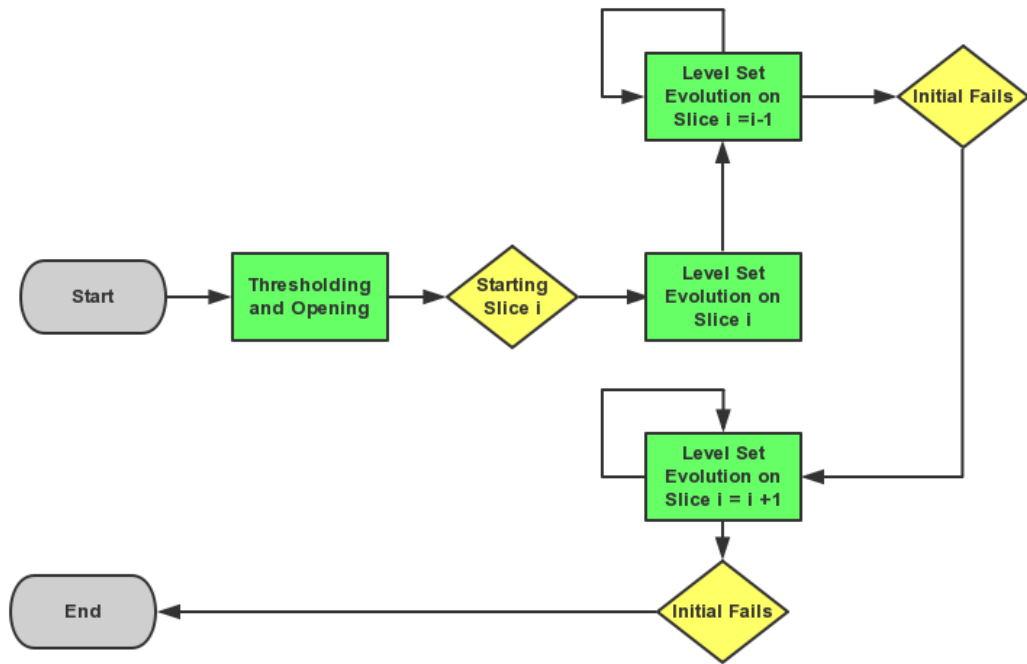 Level Set
Evolution on
Slice i =i-1
Initial Fails
Start
Thresholding
and Opening
Starting
Slice i
Level Set
Evolution on
Slice i
Level Set
Evolution on
Slice i = i +1
Initial Fails
End